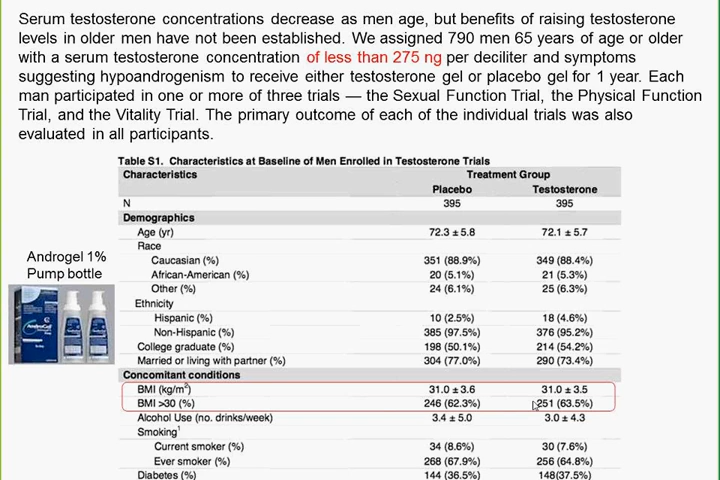 Serum testosterone concentrations decrease as men age, but benefits of raising testosterone
levels in older men have not been established. We assigned 790 men 65 years of age or older
with a serum testosterone concentration of less than 275 ng per deciliter and symptoms
suggesting hypoandrogenism to receive either testosterone gel or placebo gel for 1 year. Each
man participated in one or more of three trials — the Sexual Function Trial, the Physical Function
Trial, and the Vitality Trial. The primary outcome of each of the individual trials was also
evaluated in all participants.
Table S1. Characteristics at Baseline of Men Enrolled in Testosterone Trials
Characteristics Treatment Group
Placebo Testosterone
N 395 395
Demographics
Age (yr) 72.3 ± 5.8 72.1 ± 5.7
Race
Caucasian (%) 351 (88.9%) 349 (88.4%)
African-American (%) 20 (5.1%) 21 (5.3%)
Other (%) 24 (6.1%) 25 (6.3%)
Ethnicity
Hispanic (%) 10 (2.5%) 18 (4.6%)
Non-Hispanic (%) 385 (97.5%) 376 (95.2%)
College graduate (%) 198 (50.1%) 214 (54.2%)
Married or living with partner (%) 304 (77.0%) 290 (73.4%)
Concomitant conditions
BMI (kg/m²) 31.0 ± 3.6 31.0 ± 3.5
BMI >30 (%) 246 (62.3%) 251 (63.5%)
Alcohol Use (no. drinks/week) 3.4 ± 5.0 3.0 ± 4.3
Smoking¹
Current smoker (%) 34 (8.6%) 30 (7.6%)
Ever smoker (%) 268 (67.9%) 256 (64.8%)
Diabetes (%) 144 (36.5%) 148(37.5%)
Androgel 1%
Pump bottle
AndroGel